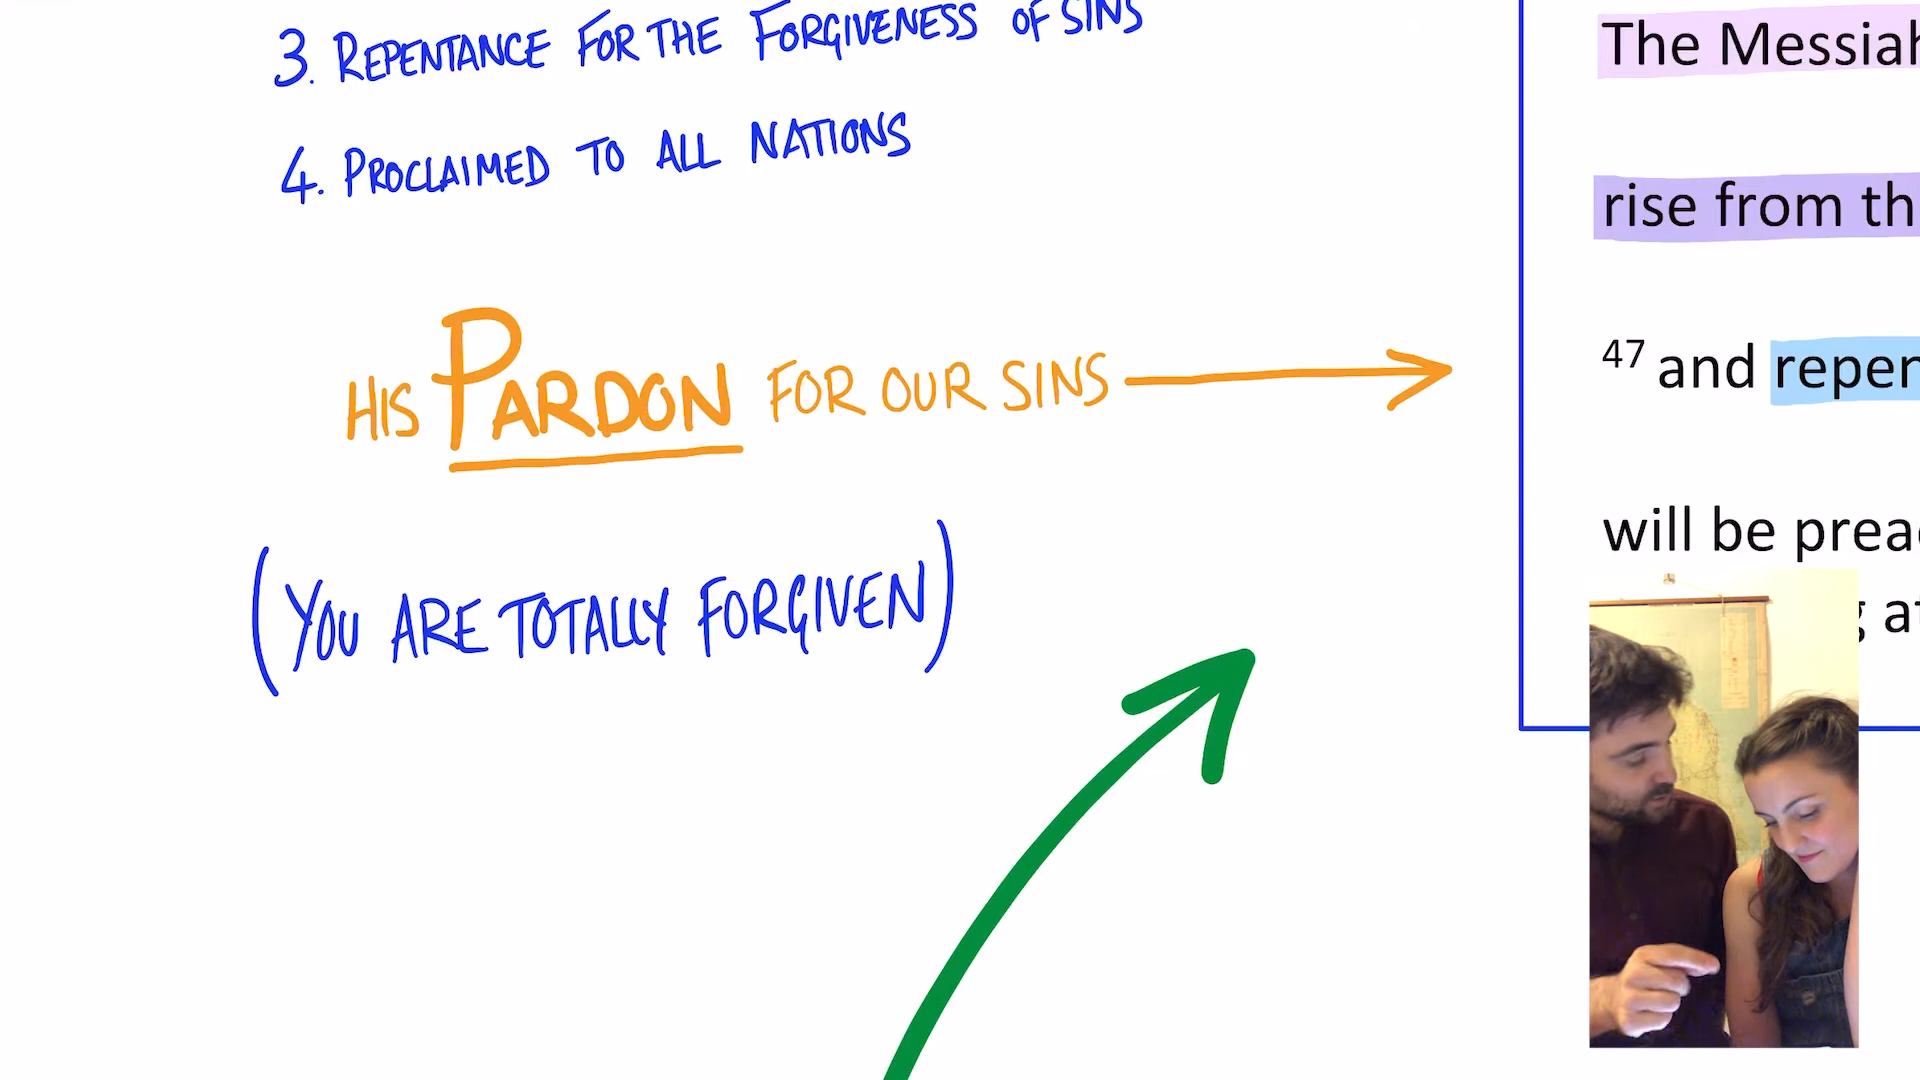 3. REPENTANCE FOR THE FORGIVENESS OF SINS
4. PROCLAIMED TO ALL NATIONS
HIS PARDON FOR OUR SINS
(YOU ARE TOTALLY FORGIVEN)
The Messiah
rise from th
47 and repen
will be prea
g at